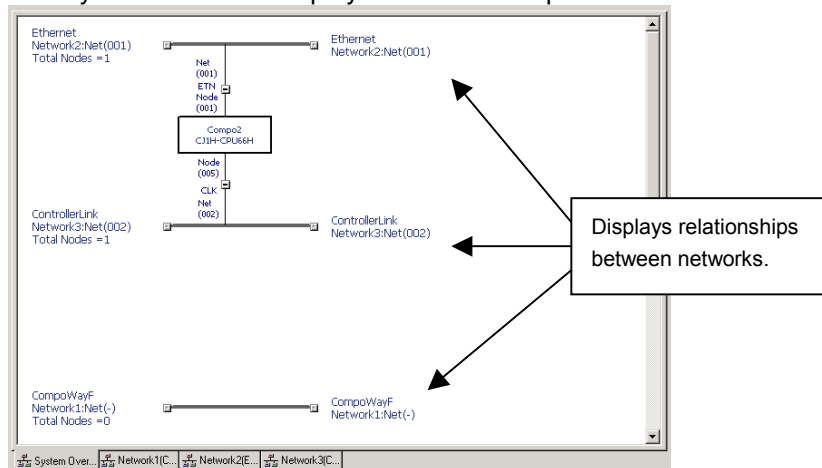 Ethernet
Network2:Net(001)
Total Nodes =1
Ethernet
Network2:Net(001)
Net
(001)
ETN
Node
(001)
Compo2
CJ1H-CPU66H
Node
(005)
CLK
Net
(002)
ControllerLink
Network3:Net(002)
Total Nodes =1
ControllerLink
Network3:Net(002)
Displays relationships
between networks.
CompoWayF
Network1:Net(-)
Total Nodes =0
CompoWayF
Network1:Net(-)
System Over... Network1(C... Network2(E... Network3(C...